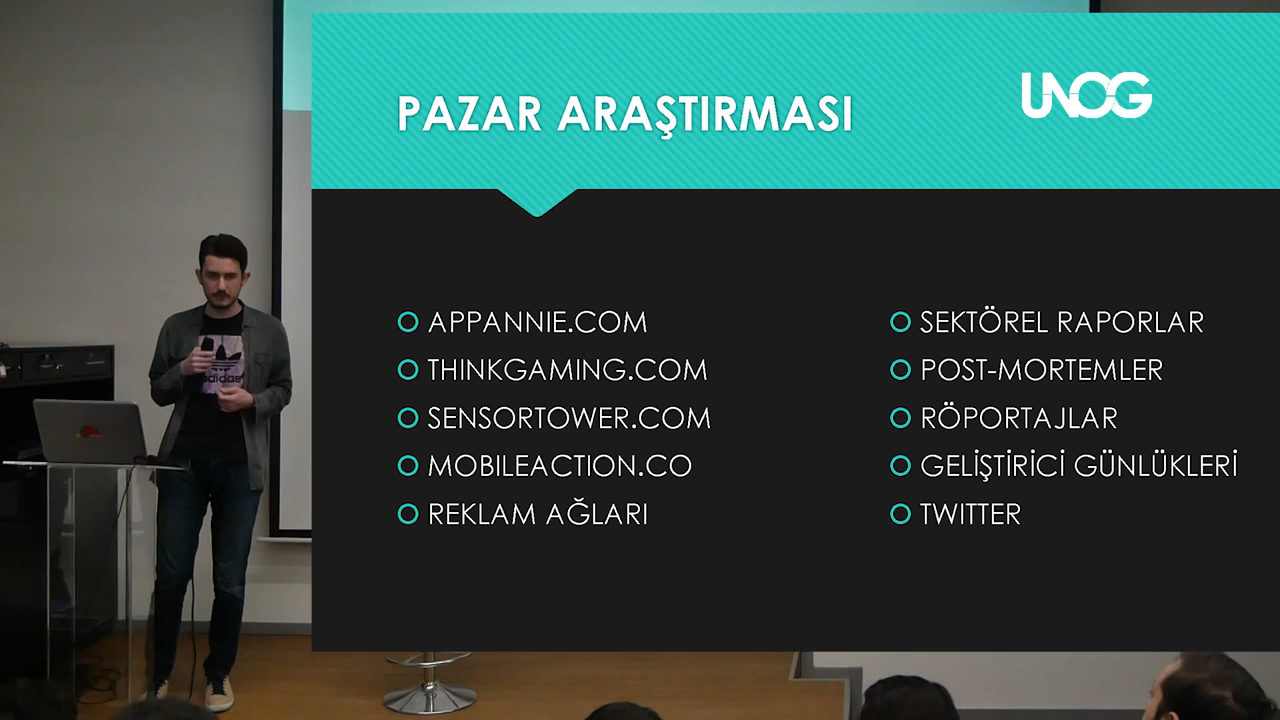 PAZAR ARAŞTIRMASI
UNOG
APPANNIE.COM
THINKGAMING.COM
SENSORTOWER.COM
MOBILEACTION.CO
REKLAM AĞLARI
SEKTÖREL RAPORLAR
POST-MORTEMLER
RÖPORTAJLAR
GELİŞTİRİCİ GÜNLÜKLERİ
TWITTER
adidas